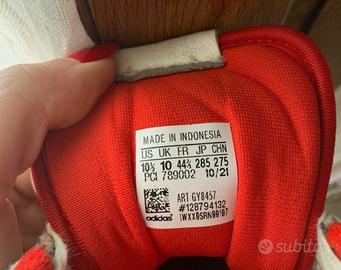 MADE IN INDONESIA
US UK FR JP CHN
10½ 10 44⅔ 285 275
PCI 789002 10/21
ART GY8457
#128794132
adidas
subito